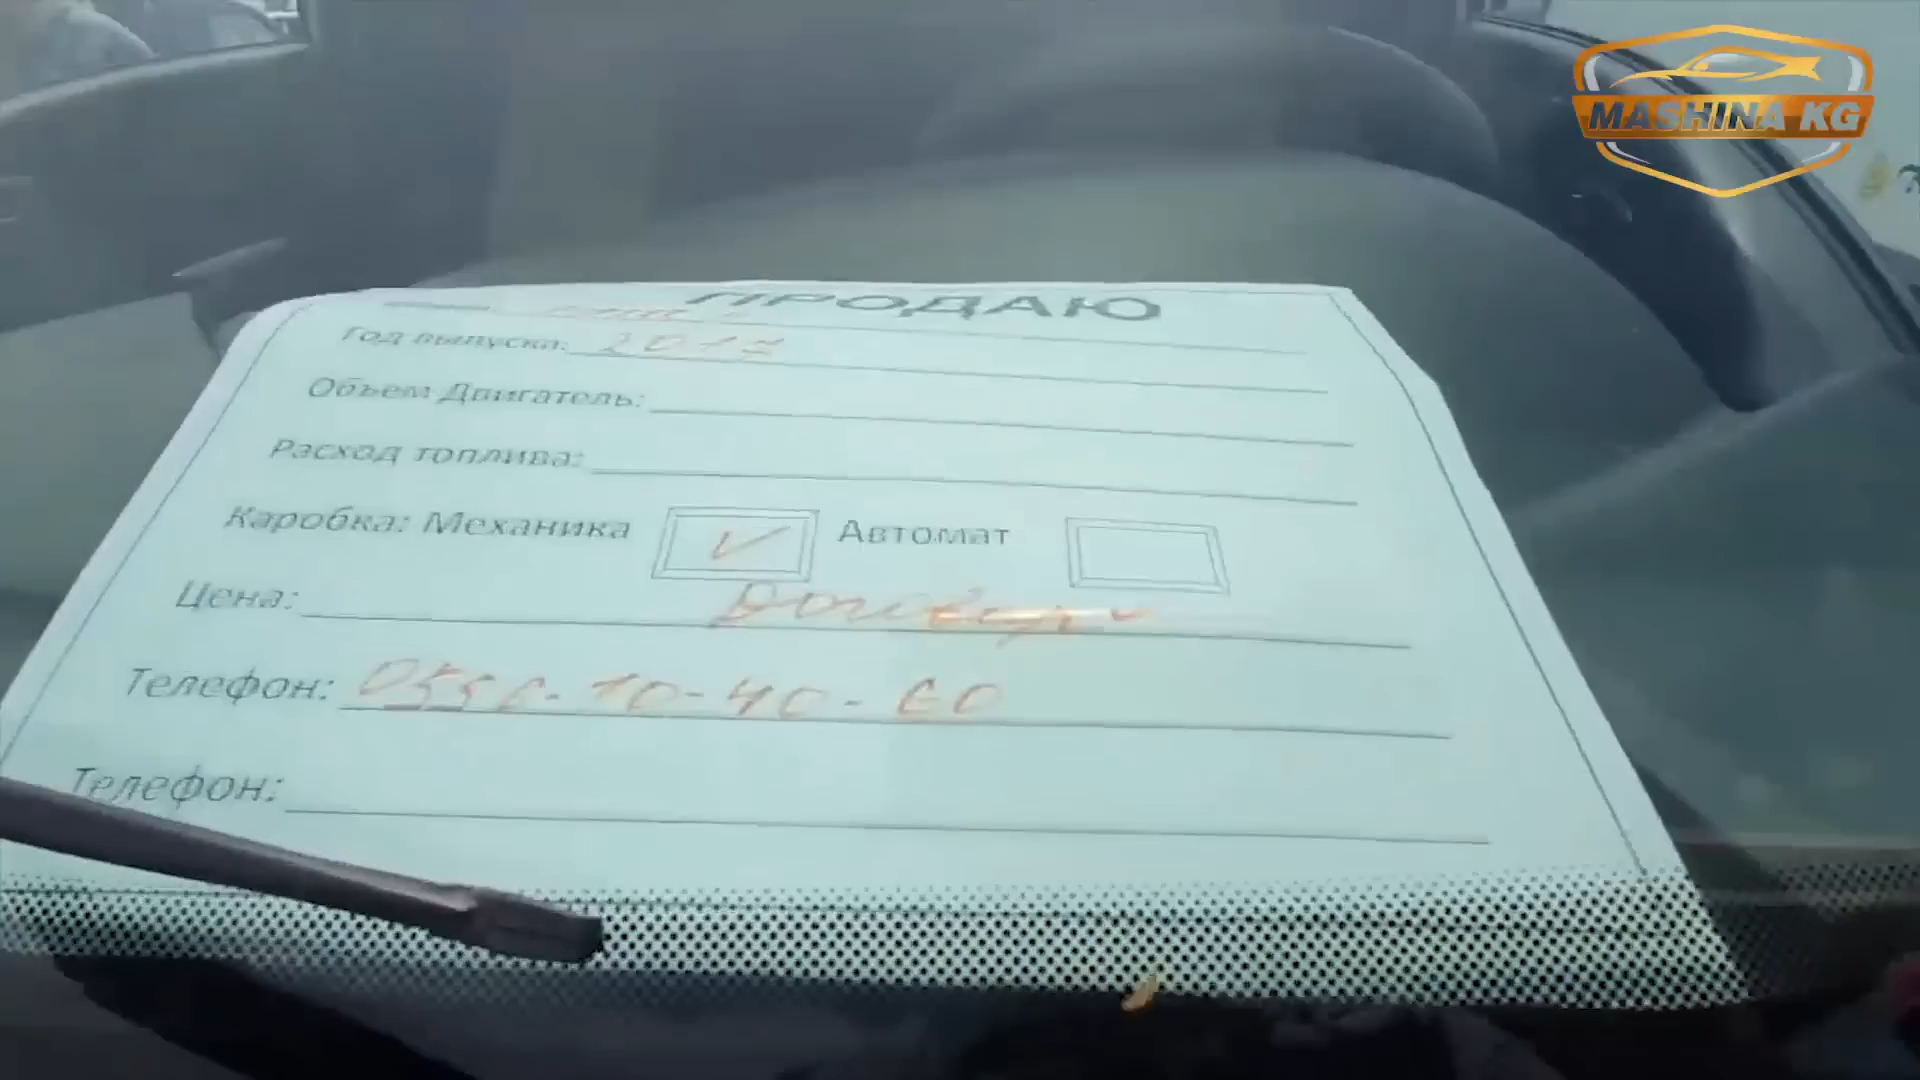 MASHINA KG
ПРОДАЮ
Год выпуска: 2017
Объем Двигатель:
Расход топлива:
Каробка: Механика ✓ Автомат
Цена:
Телефон: 0556-10-40-60
Телефон: